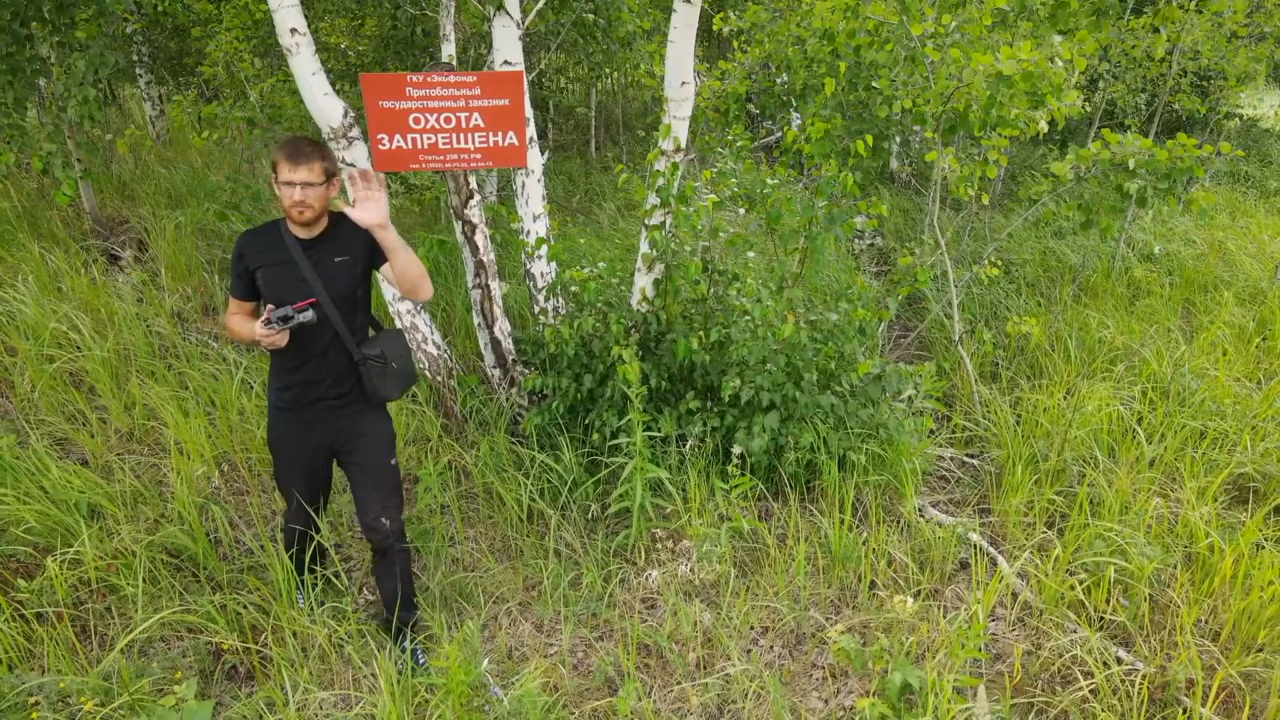 ГКУ «Экофонд»
Притобольный
государственный заказник
ОХОТА
ЗАПРЕЩЕНА
Статья 258 УК РФ